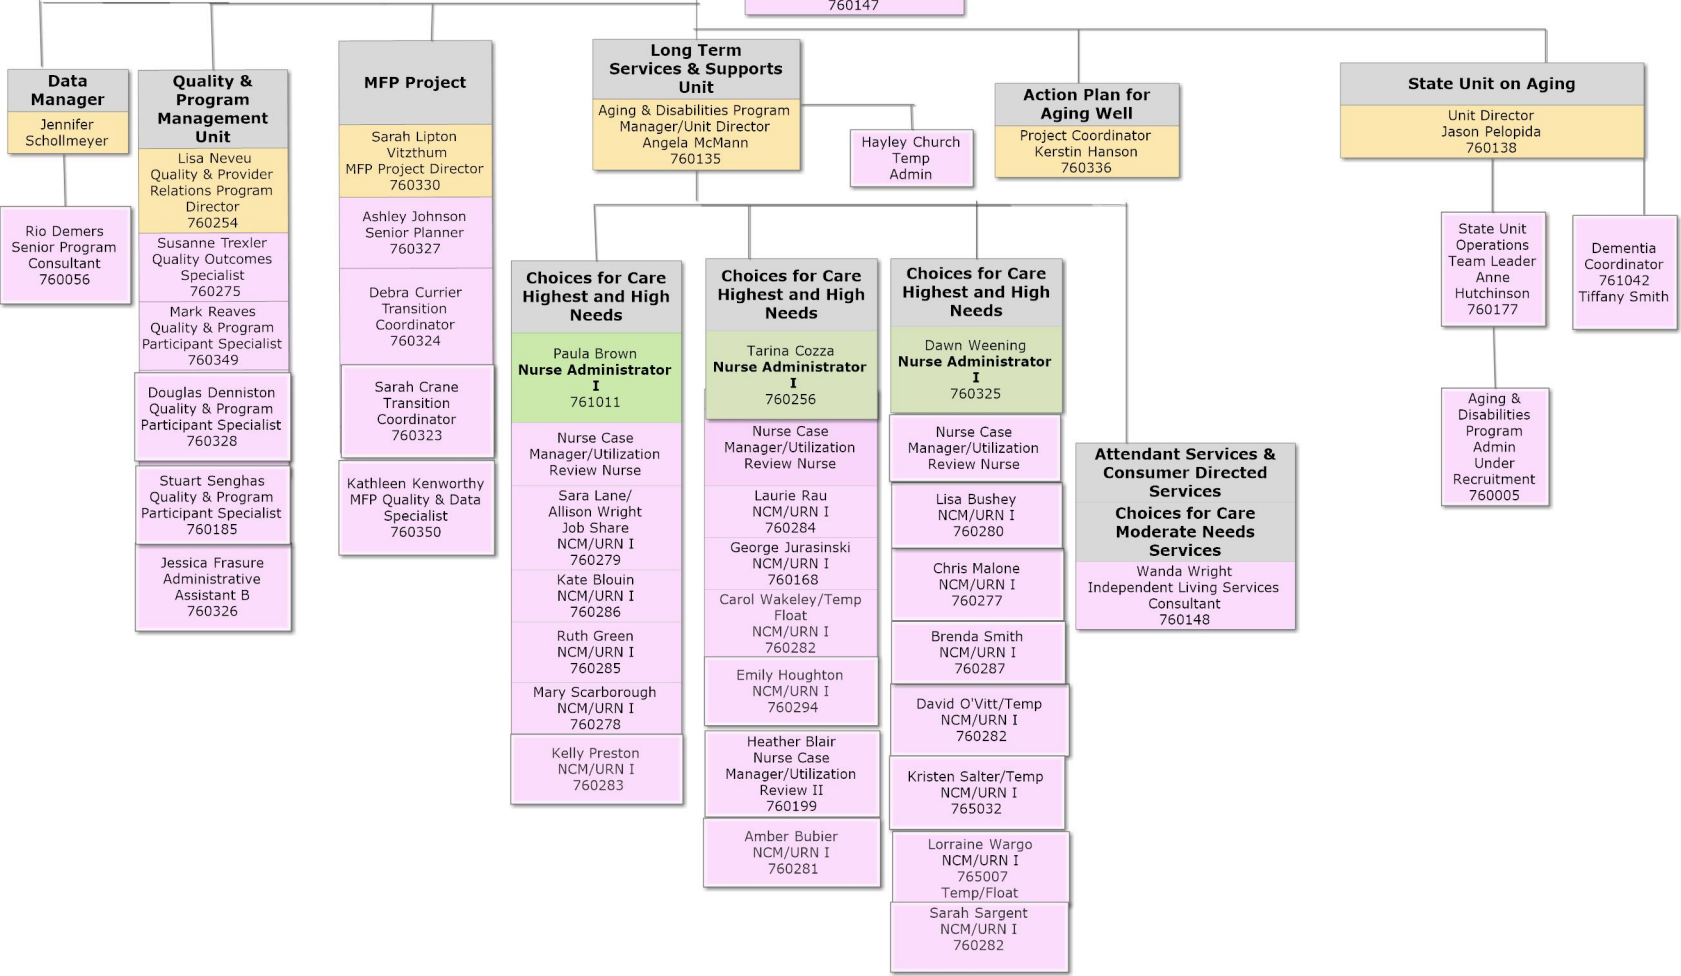 760147
Data
Manager
Jennifer
Schollmeyer
Rio Demers
Senior Program
Consultant
760056
Quality &
Program
Management
Unit
Lisa Neveu
Quality & Provider
Relations Program
Director
760254
Susanne Trexler
Quality Outcomes
Specialist
760275
Mark Reaves
Quality & Program
Participant Specialist
760349
Douglas Denniston
Quality & Program
Participant Specialist
760328
Stuart Senghas
Quality & Program
Participant Specialist
760185
Jessica Frasure
Administrative
Assistant B
760326
MFP Project
Sarah Lipton
Vitzthum
MFP Project Director
760330
Ashley Johnson
Senior Planner
760327
Debra Currier
Transition
Coordinator
760324
Sarah Crane
Transition
Coordinator
760323
Kathleen Kenworthy
MFP Quality & Data
Specialist
760350
Long Term
Services & Supports
Unit
Aging & Disabilities Program
Manager/Unit Director
Angela McMann
760135
Hayley Church
Temp
Admin
Choices for Care
Highest and High
Needs
Paula Brown
Nurse Administrator
I
761011
Nurse Case
Manager/Utilization
Review Nurse
Sara Lane/
Allison Wright
Job Share
NCM/URN I
760279
Kate Blouin
NCM/URN I
760286
Ruth Green
NCM/URN I
760285
Mary Scarborough
NCM/URN I
760278
Kelly Preston
NCM/URN I
760283
Choices for Care
Highest and High
Needs
Tarina Cozza
Nurse Administrator
I
760256
Nurse Case
Manager/Utilization
Review Nurse
Laurie Rau
NCM/URN I
760284
George Jurasinski
NCM/URN I
760168
Carol Wakeley/Temp
Float
NCM/URN I
760282
Emily Houghton
NCM/URN I
760294
Heather Blair
Nurse Case
Manager/Utilization
Review II
760199
Amber Bubier
NCM/URN I
760281
Choices for Care
Highest and High
Needs
Dawn Weening
Nurse Administrator
I
760325
Nurse Case
Manager/Utilization
Review Nurse
Lisa Bushey
NCM/URN I
760280
Chris Malone
NCM/URN I
760277
Brenda Smith
NCM/URN I
760287
David O'Vitt/Temp
NCM/URN I
760282
Kristen Salter/Temp
NCM/URN I
765032
Lorraine Wargo
NCM/URN I
765007
Temp/Float
Sarah Sargent
NCM/URN I
760282
Attendant Services &
Consumer Directed
Services
Choices for Care
Moderate Needs
Services
Wanda Wright
Independent Living Services
Consultant
760148
Action Plan for
Aging Well
Project Coordinator
Kerstin Hanson
760336
State Unit on Aging
Unit Director
Jason Pelopida
760138
State Unit
Operations
Team Leader
Anne
Hutchinson
760177
Aging &
Disabilities
Program
Admin
Under
Recruitment
760005
Dementia
Coordinator
761042
Tiffany Smith